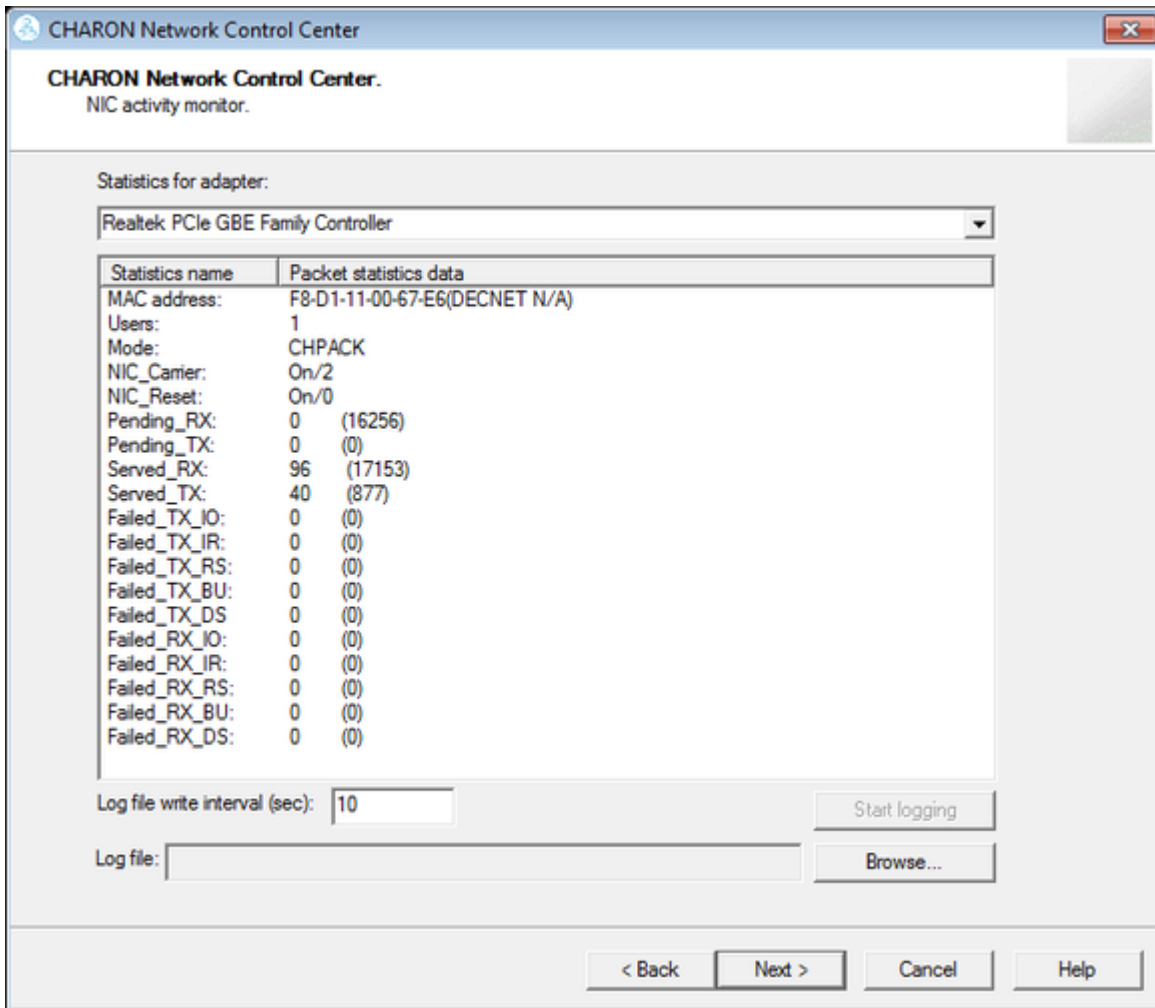 CHARON Network Control Center
CHARON Network Control Center.
NIC activity monitor.
Statistics for adapter:
Realtek PCIe GBE Family Controller
Statistics name Packet statistics data
MAC address: F8-D1-11-00-67-E6(DECNET N/A)
Users: 1
Mode: CHPACK
NIC_Carrier: On/2
NIC_Reset: On/0
Pending_RX: 0 (16256)
Pending_TX: 0 (0)
Served_RX: 96 (17153)
Served_TX: 40 (877)
Failed_TX_IO: 0 (0)
Failed_TX_IR: 0 (0)
Failed_TX_RS: 0 (0)
Failed_TX_BU: 0 (0)
Failed_TX_DS 0 (0)
Failed_RX_IO: 0 (0)
Failed_RX_IR: 0 (0)
Failed_RX_RS: 0 (0)
Failed_RX_BU: 0 (0)
Failed_RX_DS: 0 (0)
Log file write interval (sec): 10
Start logging
Log file:
Browse...
< Back Next > Cancel Help